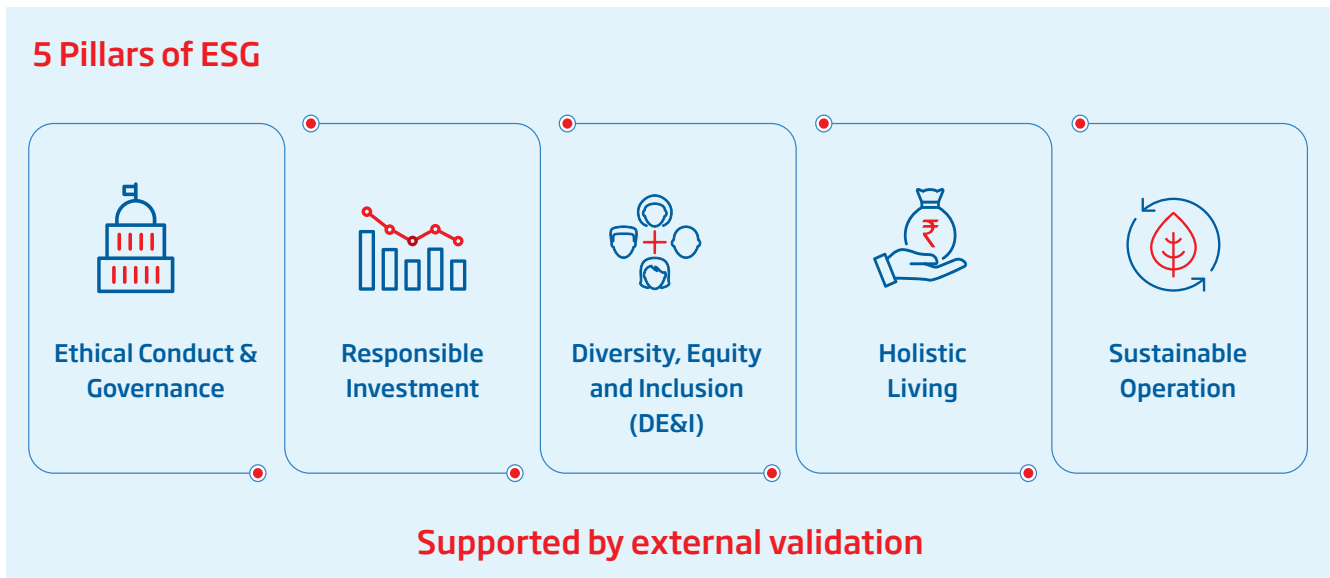 5 Pillars of ESG
₹
Ethical Conduct &
Governance
Responsible
Investment
Diversity, Equity
and Inclusion
(DE&I)
Holistic
Living
Sustainable
Operation
Supported by external validation